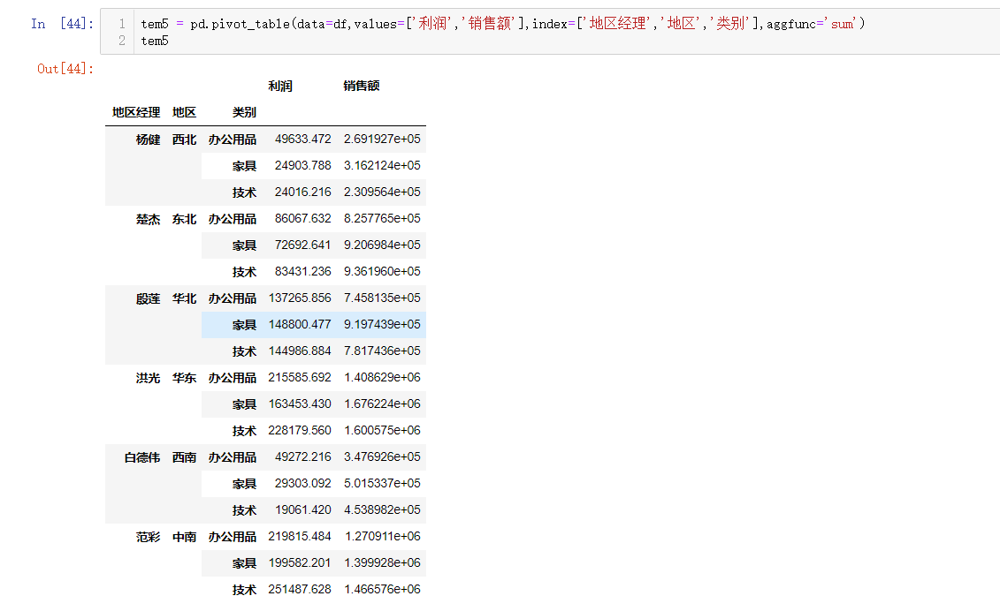 In [44]: 1 tem5 = pd.pivot_table(data=df,values=['利润','销售额'],index=['地区经理','地区','类别'],aggfunc='sum')
2 tem5
Out[44]:
利润 销售额
地区经理 地区 类别
杨健 西北 办公用品 49633.472 2.691927e+05
家具 24903.788 3.162124e+05
技术 24016.216 2.309564e+05
楚杰 东北 办公用品 86067.632 8.257765e+05
家具 72692.641 9.206984e+05
技术 83431.236 9.361960e+05
殷莲 华北 办公用品 137265.856 7.458135e+05
家具 148800.477 9.197439e+05
技术 144986.884 7.817436e+05
洪光 华东 办公用品 215585.692 1.408629e+06
家具 163453.430 1.676224e+06
技术 228179.560 1.600575e+06
白德伟 西南 办公用品 49272.216 3.476926e+05
家具 29303.092 5.015337e+05
技术 19061.420 4.538982e+05
范彩 中南 办公用品 219815.484 1.270911e+06
家具 199582.201 1.399928e+06
技术 251487.628 1.466576e+06